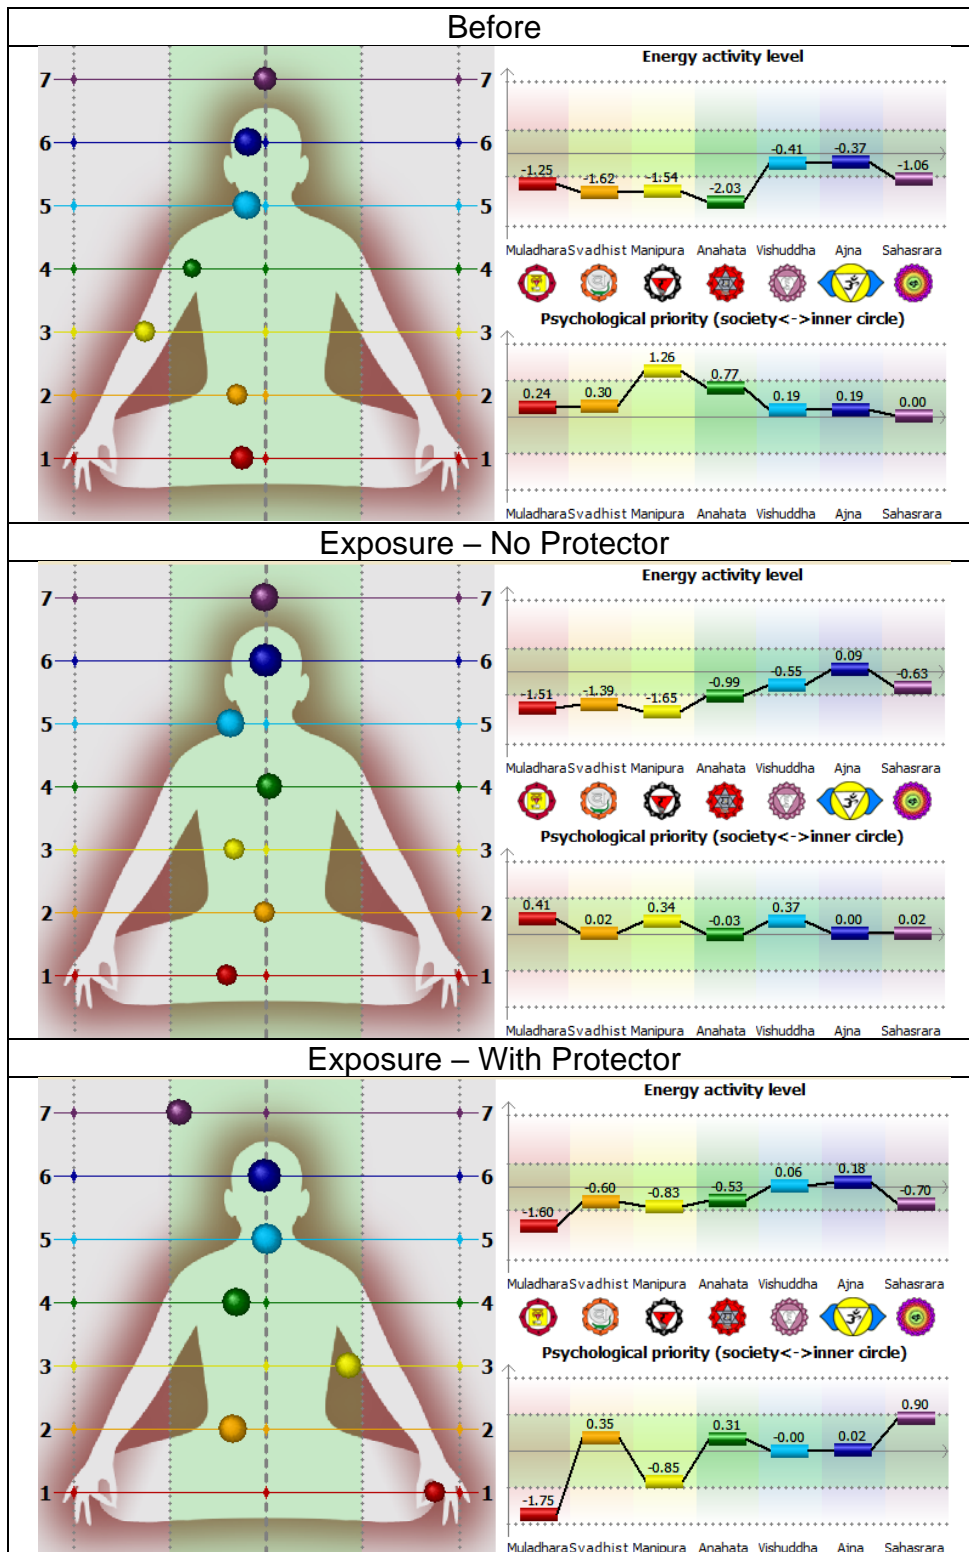 Before
Energy activity level
7 7
6 6
5 5
4 4
3 3
2 2
1 1
-1.25 -1.62 -1.54 -2.03 -0.41 -0.37 -1.06
Muladhara Svadhist Manipura Anahata Vishuddha Ajna Sahasrara
Psychological priority (society<->inner circle)
0.24 0.30 1.26 0.77 0.19 0.19 0.00
Muladhara Svadhist Manipura Anahata Vishuddha Ajna Sahasrara
Exposure – No Protector
Energy activity level
7 7
6 6
5 5
4 4
3 3
2 2
1 1
-1.51 -1.39 -1.65 -0.99 -0.55 0.09 -0.63
Muladhara Svadhist Manipura Anahata Vishuddha Ajna Sahasrara
Psychological priority (society<->inner circle)
0.41 0.02 0.34 -0.03 0.37 0.00 0.02
Muladhara Svadhist Manipura Anahata Vishuddha Ajna Sahasrara
Exposure – With Protector
Energy activity level
7 7
6 6
5 5
4 4
3 3
2 2
1 1
-1.60 -0.60 -0.83 -0.53 0.06 0.18 -0.70
Muladhara Svadhist Manipura Anahata Vishuddha Ajna Sahasrara
Psychological priority (society<->inner circle)
-1.75 0.35 -0.85 0.31 -0.00 0.02 0.90
Muladhara Svadhist Manipura Anahata Vishuddha Ajna Sahasrara